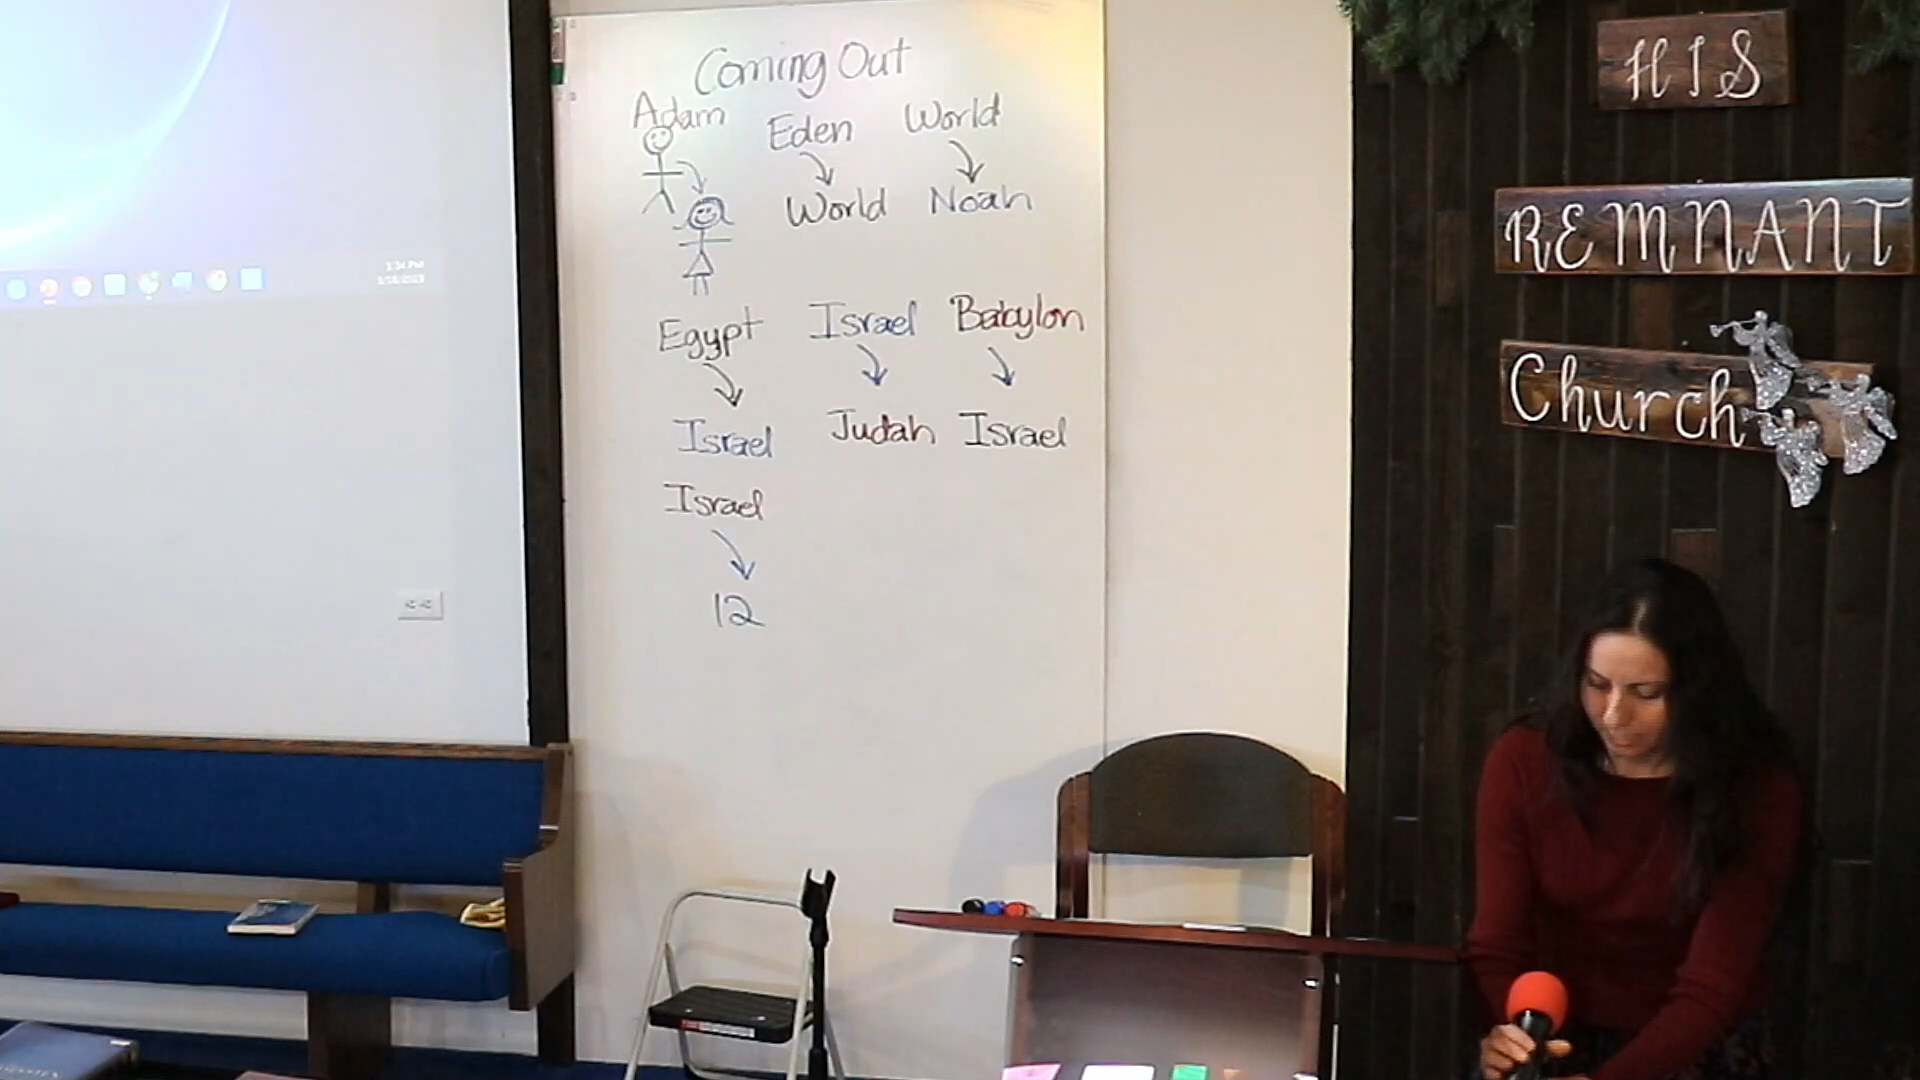 Coming Out
Adam Eden World
World Noah
Egypt Israel Babylon
Israel Judah Israel
Israel
12
HIS
REMNANT
Church